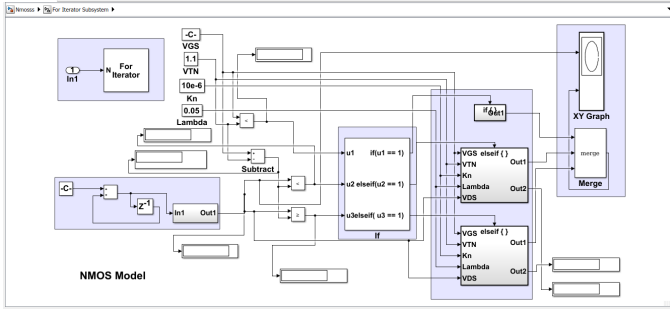 Nmosss For Iterator Subsystem
1
In1
N
For
Iterator
-C-
VGS
1.1
VTN
10e-6
Kn
0.05
Lambda
<
+
-
Subtract
<
≥
u1 if(u1 == 1)
u2 elseif(u2 == 1)
u3elseif( u3 == 1)
If
if { }
Out1
VGS elseif { }
VTN
Kn
Lambda
VDS
Out1
Out2
VGS elseif { }
VTN
Kn
Lambda
VDS
Out1
Out2
XY Graph
merge
Merge
-C-
Z-1
In1 Out1
NMOS Model